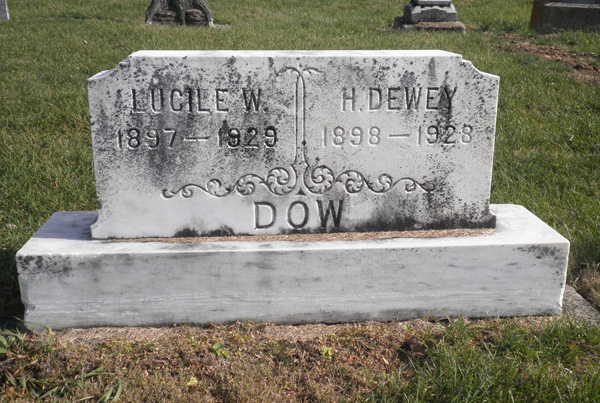 LUCILE W.
1897 — 1929
H. DEWEY
1898 — 1928
DOW